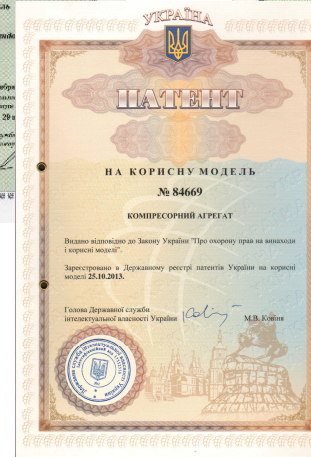 УКРАЇНА
ПАТЕНТ
НА КОРИСНУ МОДЕЛЬ
№ 84669
КОМПРЕСОРНИЙ АГРЕГАТ
Видано відповідно до Закону України "Про охорону прав на винаходи
і корисні моделі".
Зареєстровано в Державному реєстрі патентів України на корисні
моделі 25.10.2013.
Голова Державної служби
інтелектуальної власності України
М.В. Ковіня